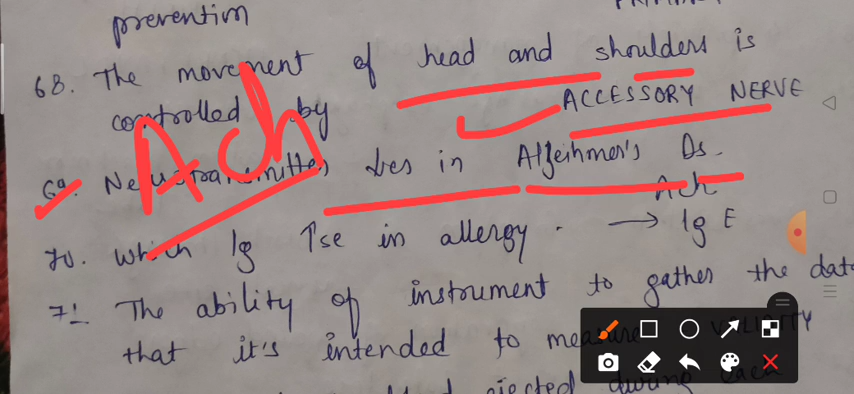 prevention
68. The movement of head and shoulders is
controlled by ACCESSORY NERVE
Ach
69. Neurotransmitter ↓es in Alzeihmer's Ds.
Ach
70. Which Ig ↑se in allergy. → Ig E
71. The ability of instrument to gather the data
that it's intended to measure